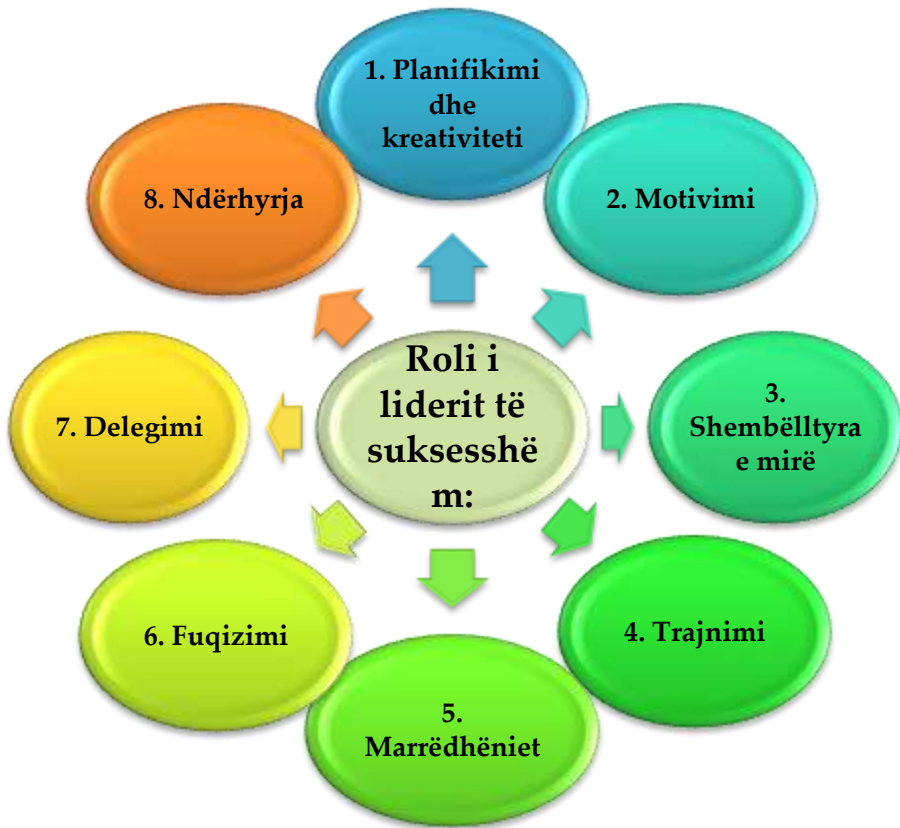 1. Planifikimi
dhe
kreativiteti
2. Motivimi
3.
Shembëlltyra
e mirë
4. Trajnimi
5.
Marrëdhëniet
6. Fuqizimi
7. Delegimi
8. Ndërhyrja
Roli i
liderit të
suksesshë
m: